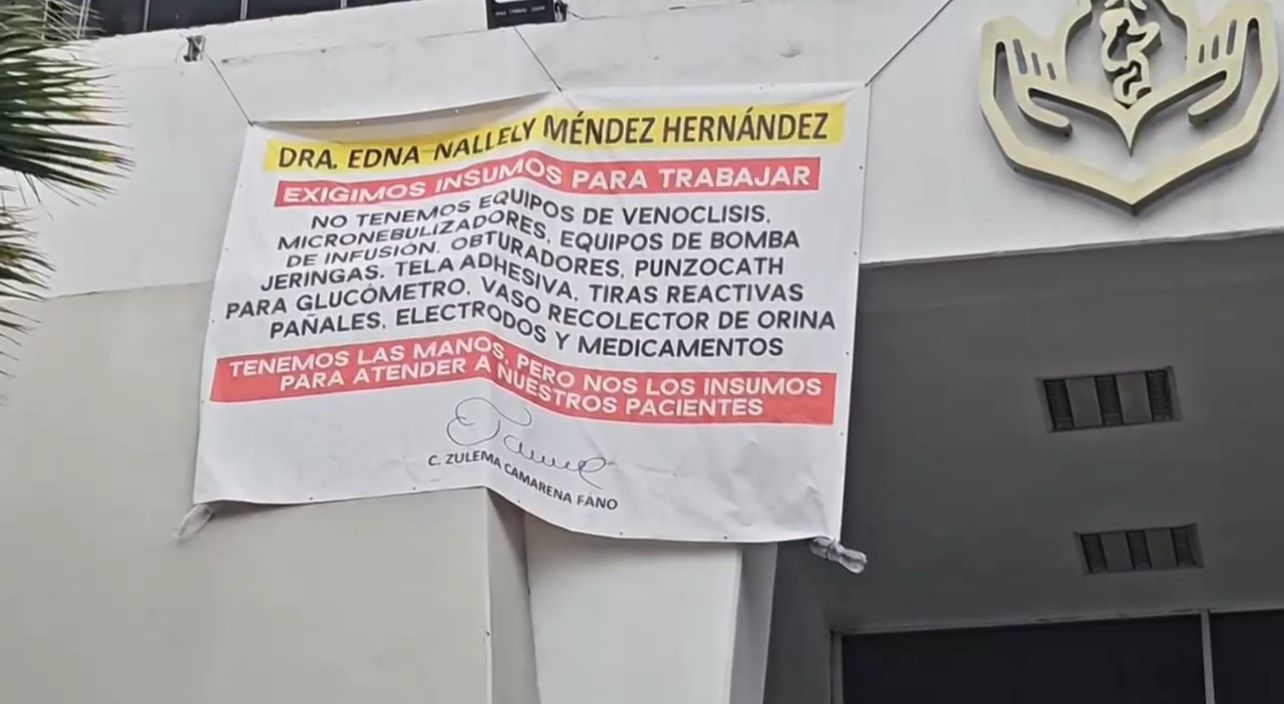 DRA. EDNA NALLELY MÉNDEZ HERNÁNDEZ
EXIGIMOS INSUMOS PARA TRABAJAR
NO TENEMOS EQUIPOS DE VENOCLISIS,
MICRONEBULIZADORES, EQUIPOS DE BOMBA
DE INFUSIÓN, OBTURADORES, PUNZOCATH
JERINGAS, TELA ADHESIVA, TIRAS REACTIVAS
PARA GLUCÓMETRO, VASO RECOLECTOR DE ORINA
PAÑALES, ELECTRODOS Y MEDICAMENTOS
TENEMOS LAS MANOS, PERO NOS LOS INSUMOS
PARA ATENDER A NUESTROS PACIENTES
C. ZULEMA CAMARENA FANO